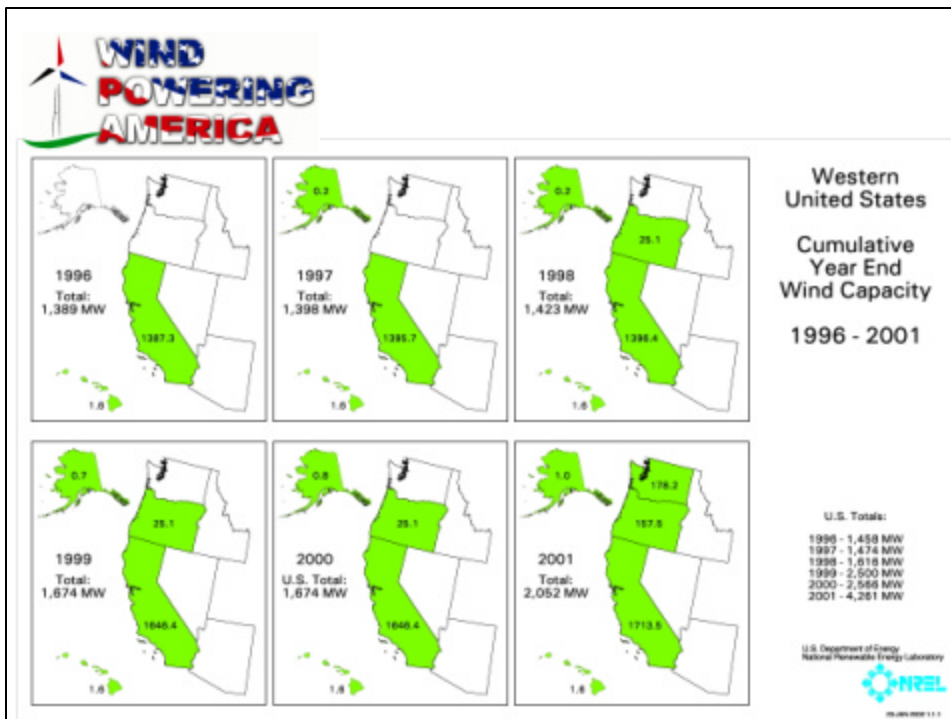 WIND
POWERING
AMERICA
Western
United States
Cumulative
Year End
Wind Capacity
1996 - 2001
1996
Total:
1,389 MW
1387.3
1.6
0.2
1997
Total:
1,398 MW
1395.7
1.6
0.2
25.1
1998
Total:
1,423 MW
1396.4
1.6
0.7
25.1
1999
Total:
1,674 MW
1646.4
1.6
0.8
25.1
2000
U.S. Total:
1,674 MW
1646.4
1.6
1.0
178.2
157.5
2001
Total:
2,052 MW
1713.5
1.6
U.S. Totals:
1996 - 1,458 MW
1997 - 1,474 MW
1998 - 1,616 MW
1999 - 2,500 MW
2000 - 2,566 MW
2001 - 4,261 MW
U.S. Department of Energy
National Renewable Energy Laboratory
NREL